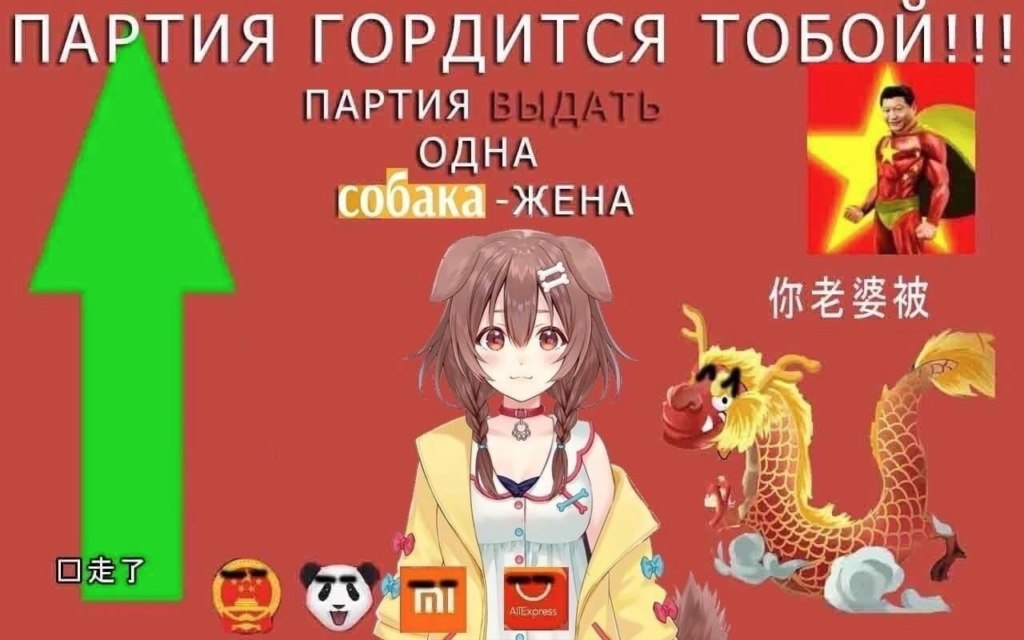 ПАРТИЯ ГОРДИТСЯ ТОБОЙ!!!
ПАРТИЯ ВЫДАТЬ
ОДНА
собака-ЖЕНА
你老婆被
口走了
AliExpress